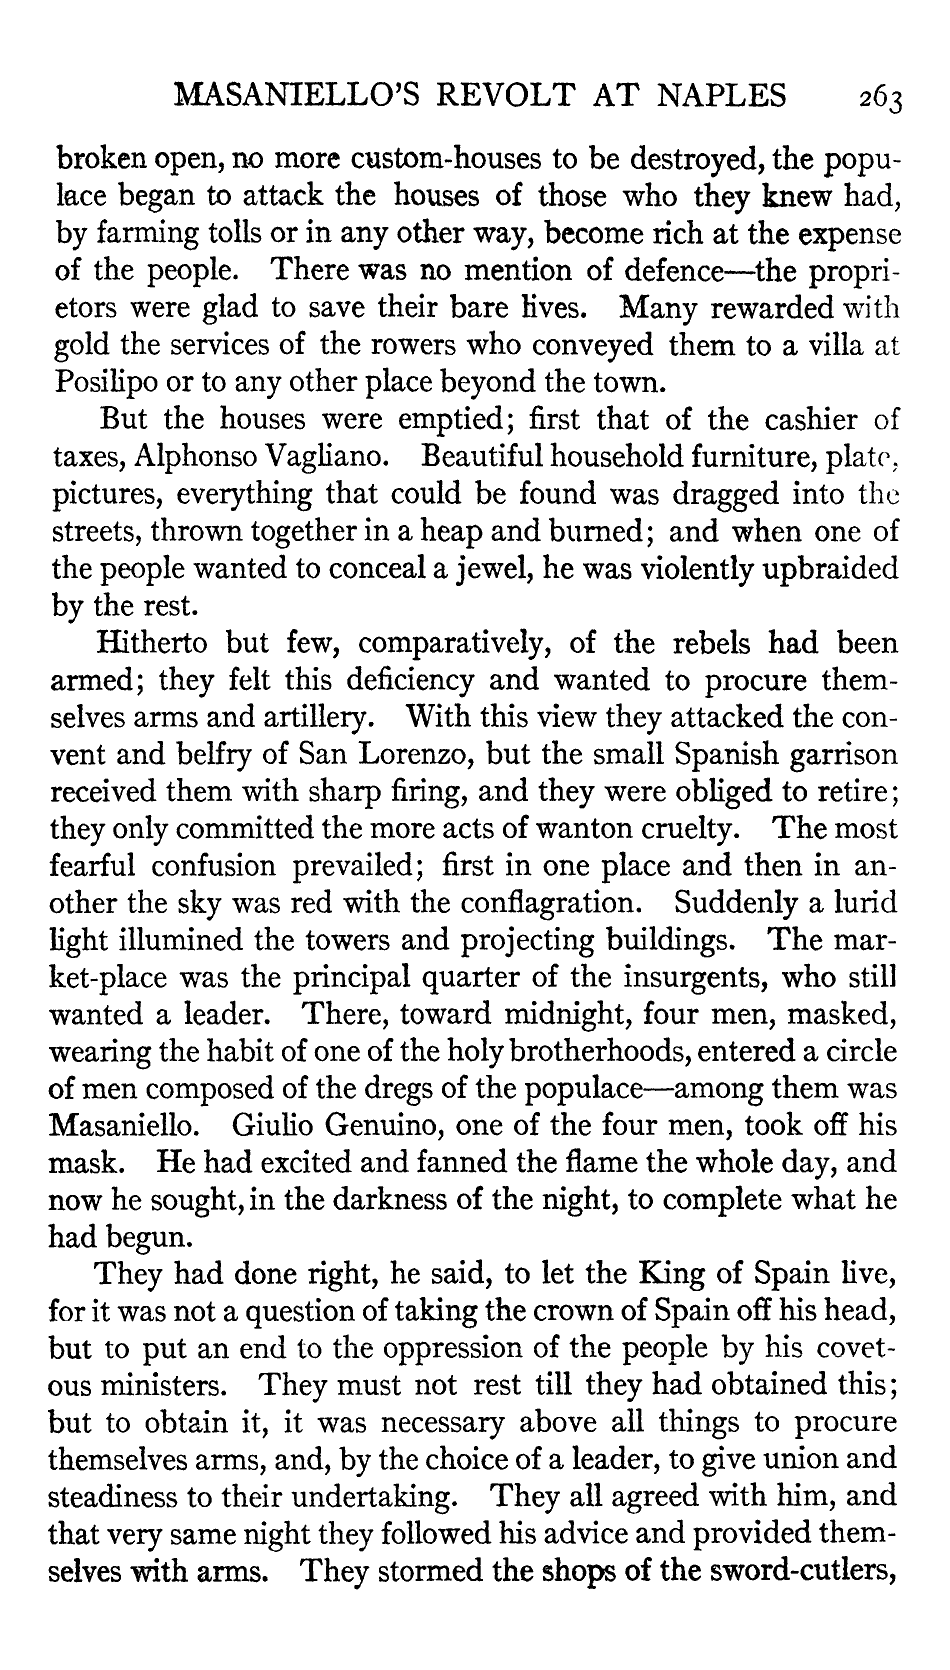 MASANIELLO'S REVOLT AT NAPLES 263
broken open, no more custom-houses to be destroyed, the popu-
lace began to attack the houses of those who they knew had,
by farming tolls or in any other way, become rich at the expense
of the people. There was no mention of defence—the propri-
etors were glad to save their bare lives. Many rewarded with
gold the services of the rowers who conveyed them to a villa at
Posilipo or to any other place beyond the town.
But the houses were emptied; first that of the cashier of
taxes, Alphonso Vagliano. Beautiful household furniture, plate,
pictures, everything that could be found was dragged into the
streets, thrown together in a heap and burned; and when one of
the people wanted to conceal a jewel, he was violently upbraided
by the rest.
Hitherto but few, comparatively, of the rebels had been
armed; they felt this deficiency and wanted to procure them-
selves arms and artillery. With this view they attacked the con-
vent and belfry of San Lorenzo, but the small Spanish garrison
received them with sharp firing, and they were obliged to retire;
they only committed the more acts of wanton cruelty. The most
fearful confusion prevailed; first in one place and then in an-
other the sky was red with the conflagration. Suddenly a lurid
light illumined the towers and projecting buildings. The mar-
ket-place was the principal quarter of the insurgents, who still
wanted a leader. There, toward midnight, four men, masked,
wearing the habit of one of the holy brotherhoods, entered a circle
of men composed of the dregs of the populace—among them was
Masaniello. Giulio Genuino, one of the four men, took off his
mask. He had excited and fanned the flame the whole day, and
now he sought, in the darkness of the night, to complete what he
had begun.
They had done right, he said, to let the King of Spain live,
for it was not a question of taking the crown of Spain off his head,
but to put an end to the oppression of the people by his covet-
ous ministers. They must not rest till they had obtained this;
but to obtain it, it was necessary above all things to procure
themselves arms, and, by the choice of a leader, to give union and
steadiness to their undertaking. They all agreed with him, and
that very same night they followed his advice and provided them-
selves with arms. They stormed the shops of the sword-cutlers,